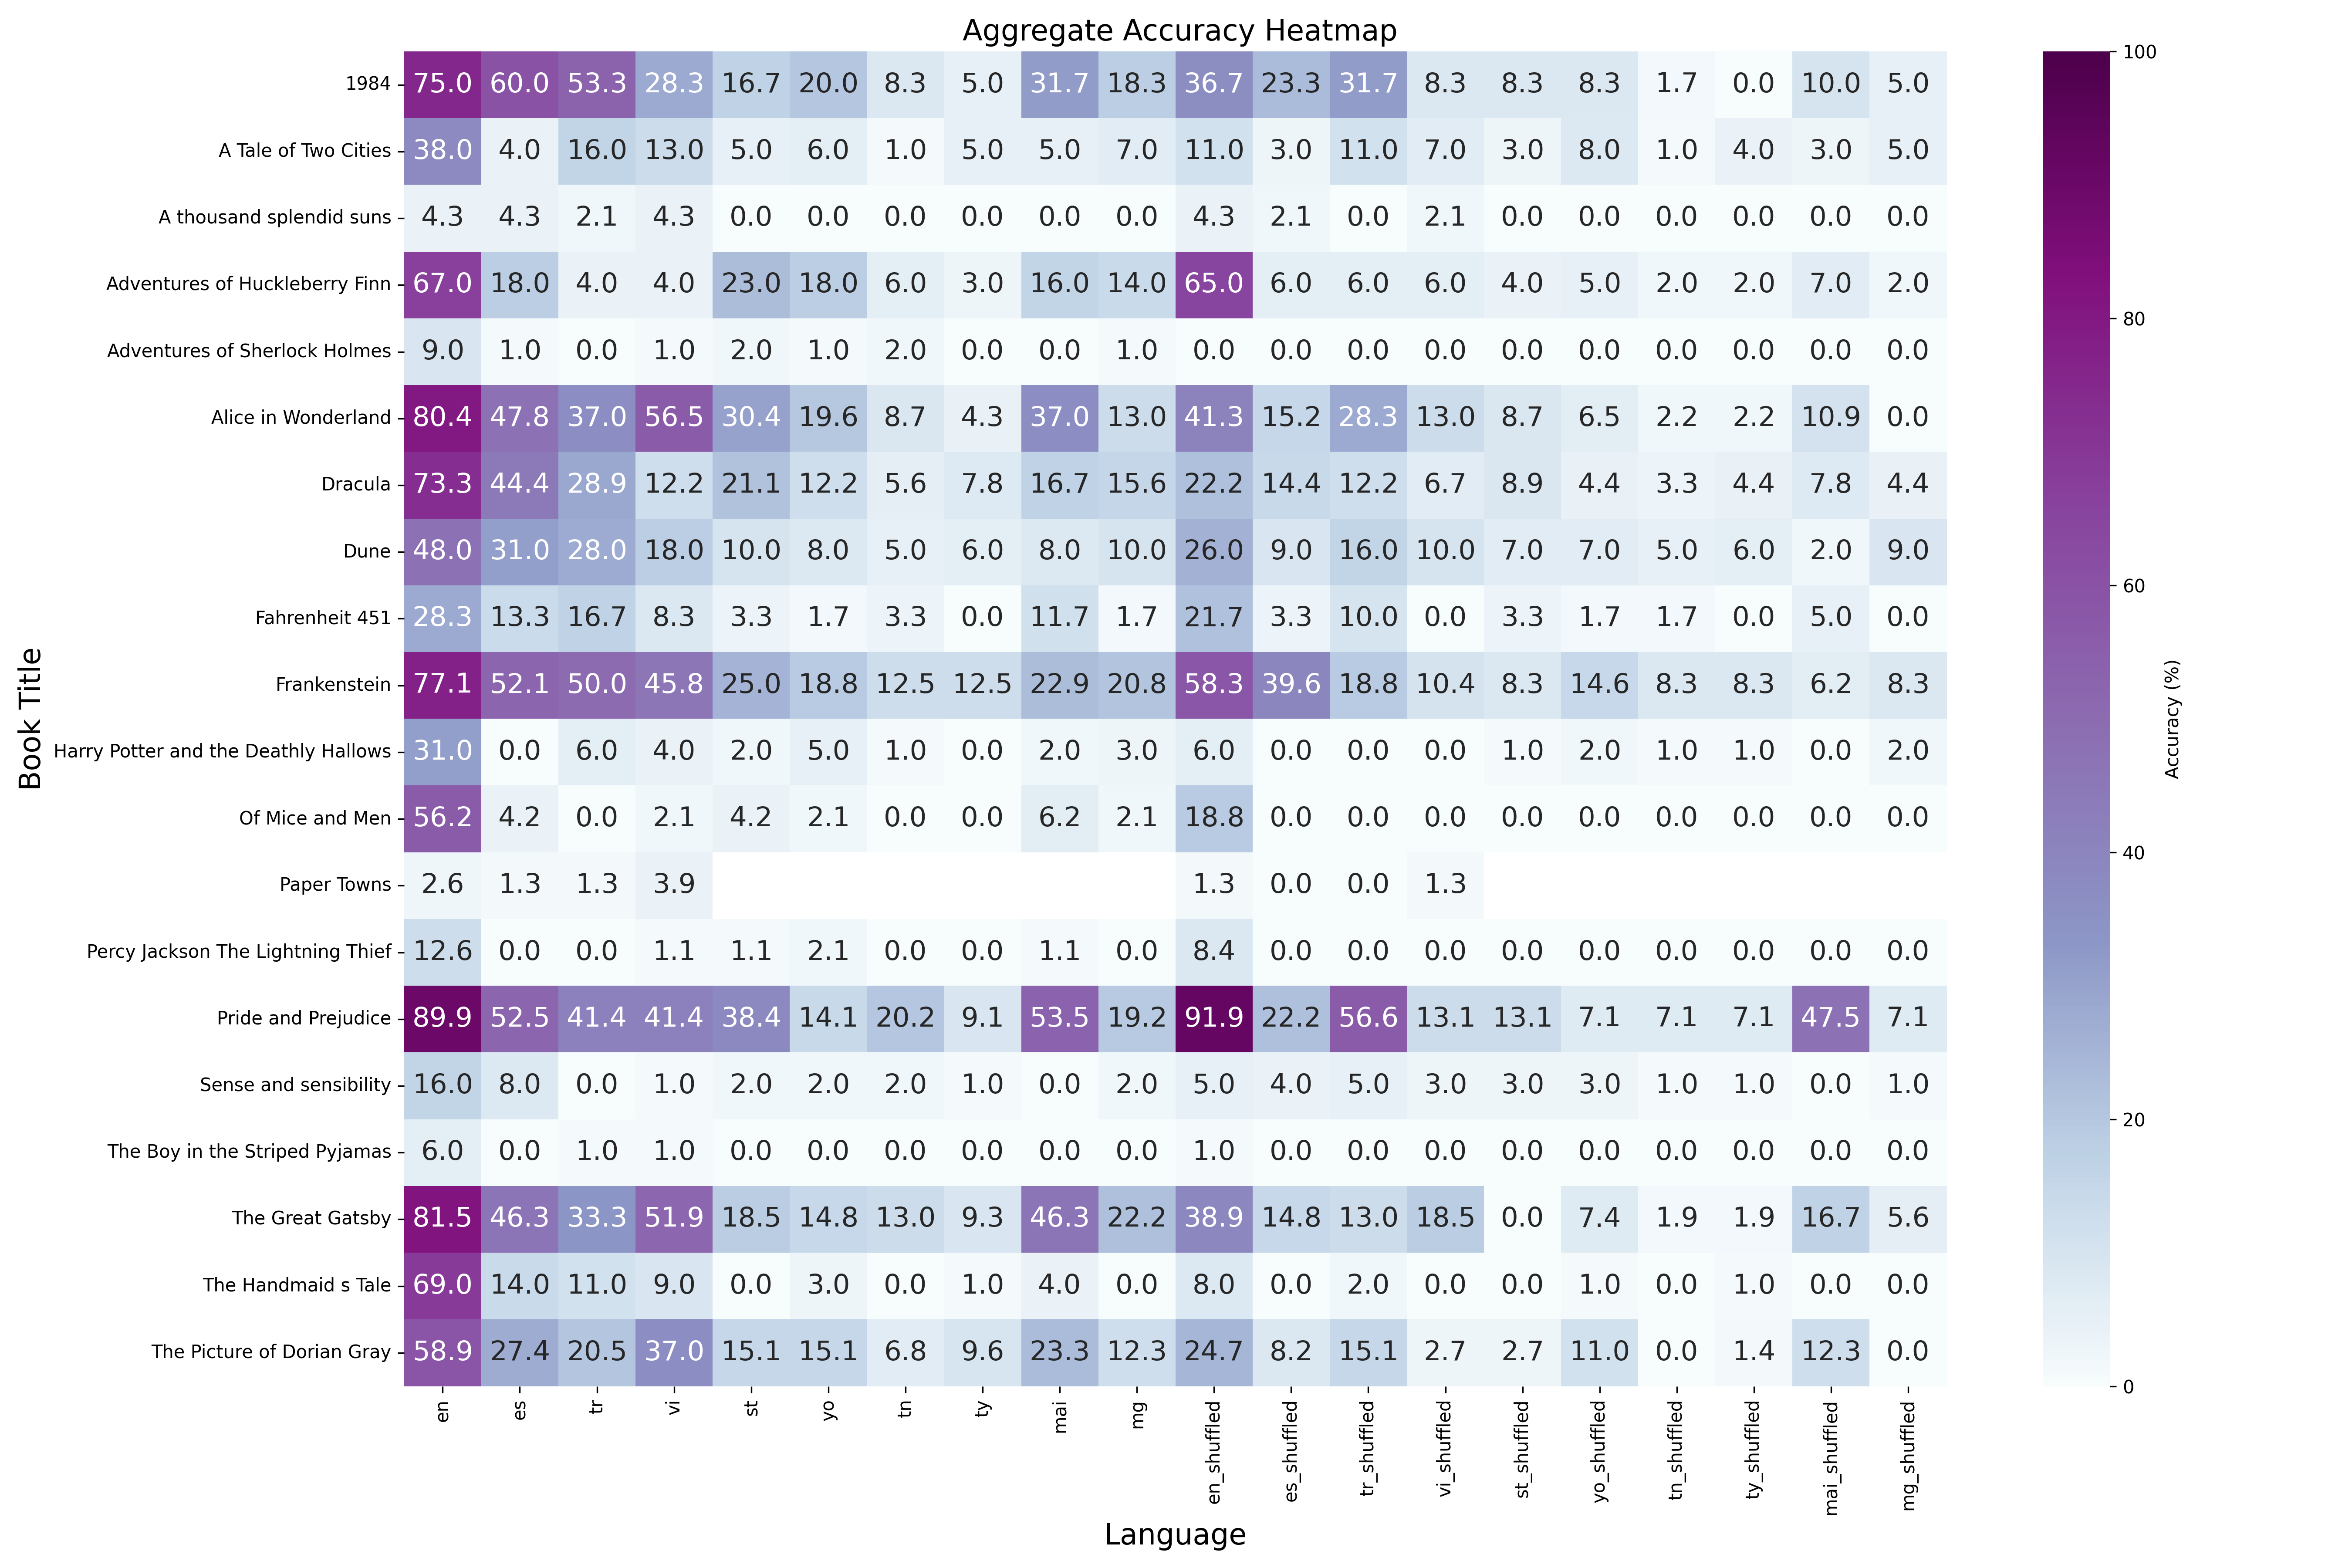 Aggregate Accuracy Heatmap
Book Title
1984 75.0 60.0 53.3 28.3 16.7 20.0 8.3 5.0 31.7 18.3 36.7 23.3 31.7 8.3 8.3 8.3 1.7 0.0 10.0 5.0
A Tale of Two Cities 38.0 4.0 16.0 13.0 5.0 6.0 1.0 5.0 5.0 7.0 11.0 3.0 11.0 7.0 3.0 8.0 1.0 4.0 3.0 5.0
A thousand splendid suns 4.3 4.3 2.1 4.3 0.0 0.0 0.0 0.0 0.0 0.0 4.3 2.1 0.0 2.1 0.0 0.0 0.0 0.0 0.0 0.0
Adventures of Huckleberry Finn 67.0 18.0 4.0 4.0 23.0 18.0 6.0 3.0 16.0 14.0 65.0 6.0 6.0 6.0 4.0 5.0 2.0 2.0 7.0 2.0
Adventures of Sherlock Holmes 9.0 1.0 0.0 1.0 2.0 1.0 2.0 0.0 0.0 1.0 0.0 0.0 0.0 0.0 0.0 0.0 0.0 0.0 0.0 0.0
Alice in Wonderland 80.4 47.8 37.0 56.5 30.4 19.6 8.7 4.3 37.0 13.0 41.3 15.2 28.3 13.0 8.7 6.5 2.2 2.2 10.9 0.0
Dracula 73.3 44.4 28.9 12.2 21.1 12.2 5.6 7.8 16.7 15.6 22.2 14.4 12.2 6.7 8.9 4.4 3.3 4.4 7.8 4.4
Dune 48.0 31.0 28.0 18.0 10.0 8.0 5.0 6.0 8.0 10.0 26.0 9.0 16.0 10.0 7.0 7.0 5.0 6.0 2.0 9.0
Fahrenheit 451 28.3 13.3 16.7 8.3 3.3 1.7 3.3 0.0 11.7 1.7 21.7 3.3 10.0 0.0 3.3 1.7 1.7 0.0 5.0 0.0
Frankenstein 77.1 52.1 50.0 45.8 25.0 18.8 12.5 12.5 22.9 20.8 58.3 39.6 18.8 10.4 8.3 14.6 8.3 8.3 6.2 8.3
Harry Potter and the Deathly Hallows 31.0 0.0 6.0 4.0 2.0 5.0 1.0 0.0 2.0 3.0 6.0 0.0 0.0 0.0 1.0 2.0 1.0 1.0 0.0 2.0
Of Mice and Men 56.2 4.2 0.0 2.1 4.2 2.1 0.0 0.0 6.2 2.1 18.8 0.0 0.0 0.0 0.0 0.0 0.0 0.0 0.0 0.0
Paper Towns 2.6 1.3 1.3 3.9 1.3 0.0 0.0 1.3
Percy Jackson The Lightning Thief 12.6 0.0 0.0 1.1 1.1 2.1 0.0 0.0 1.1 0.0 8.4 0.0 0.0 0.0 0.0 0.0 0.0 0.0 0.0 0.0
Pride and Prejudice 89.9 52.5 41.4 41.4 38.4 14.1 20.2 9.1 53.5 19.2 91.9 22.2 56.6 13.1 13.1 7.1 7.1 7.1 47.5 7.1
Sense and sensibility 16.0 8.0 0.0 1.0 2.0 2.0 2.0 1.0 0.0 2.0 5.0 4.0 5.0 3.0 3.0 3.0 1.0 1.0 0.0 1.0
The Boy in the Striped Pyjamas 6.0 0.0 1.0 1.0 0.0 0.0 0.0 0.0 0.0 0.0 1.0 0.0 0.0 0.0 0.0 0.0 0.0 0.0 0.0 0.0
The Great Gatsby 81.5 46.3 33.3 51.9 18.5 14.8 13.0 9.3 46.3 22.2 38.9 14.8 13.0 18.5 0.0 7.4 1.9 1.9 16.7 5.6
The Handmaid s Tale 69.0 14.0 11.0 9.0 0.0 3.0 0.0 1.0 4.0 0.0 8.0 0.0 2.0 0.0 0.0 1.0 0.0 1.0 0.0 0.0
The Picture of Dorian Gray 58.9 27.4 20.5 37.0 15.1 15.1 6.8 9.6 23.3 12.3 24.7 8.2 15.1 2.7 2.7 11.0 0.0 1.4 12.3 0.0
en es tr vi st yo tn ty mai mg en_shuffled es_shuffled tr_shuffled vi_shuffled st_shuffled yo_shuffled tn_shuffled ty_shuffled mai_shuffled mg_shuffled
Language
100
80
60
40
20
0
Accuracy (%)